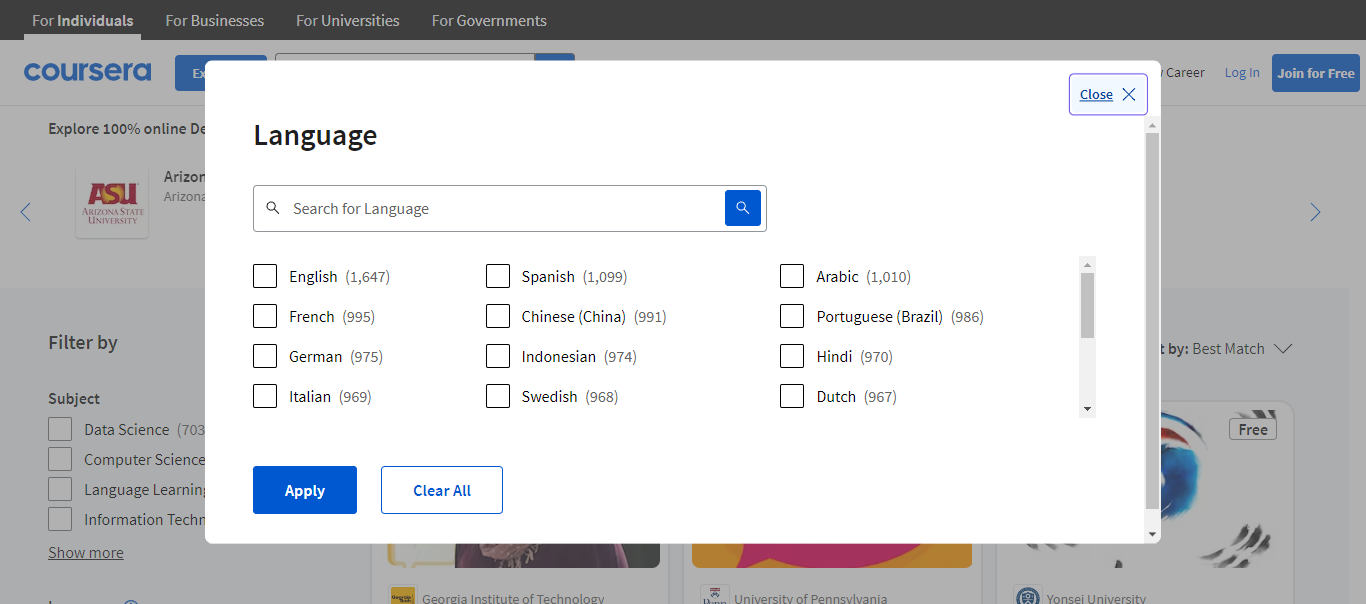 For Individuals For Businesses For Universities For Governments
coursera Ex Career Log In Join for Free
Close
Explore 100% online De
Language
Arizon
Arizona
ASU
ARIZONA STATE
UNIVERSITY
Search for Language
English (1,647) Spanish (1,099) Arabic (1,010)
French (995) Chinese (China) (991) Portuguese (Brazil) (986)
German (975) Indonesian (974) Hindi (970)
Italian (969) Swedish (968) Dutch (967)
Apply Clear All
Filter by
t by: Best Match
Subject
Data Science (703
Computer Science
Language Learning
Information Techn
Show more
Free
Georgia Institute of Technology University of Pennsylvania Yonsei University